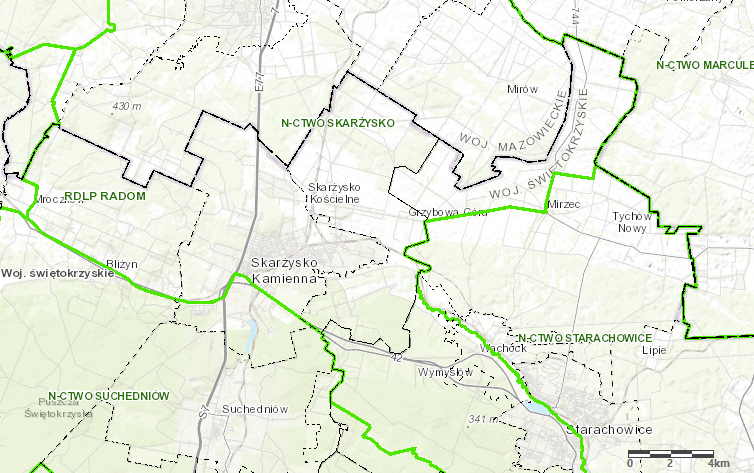 744
E77
N-CTWO MARCULE
430 m
Mirów
N-CTWO SKARŻYSKO
WOJ. MAZOWIECKIE
WOJ. ŚWIĘTOKRZYSKIE
Skarżysko
Kościelne
RDLP RADOM
Mroczków
Grzybowa Góra
Mirzec
Tychów
Nowy
Bliżyn
Skarżysko
Kamienna
Woj. świętokrzyskie
N-CTWO STARACHOWICE
Wąchock
Lipie
42
Wymysłów
N-CTWO SUCHEDNIÓW
Puszcza
Świętokrzyska
Suchedniów
S7
341 m
Starachowice
0 2 4km